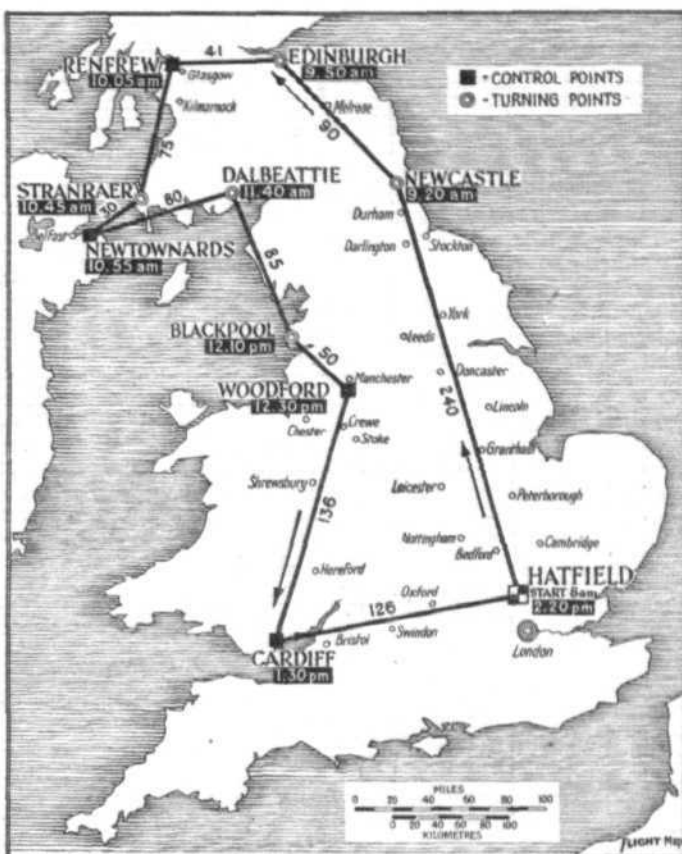 RENFREW
10.05 am
41
EDINBURGH
9.50 am
Glasgow
Kilmarnock
Melrose
■ - CONTROL POINTS
◎ - TURNING POINTS
90
75
STRANRAER
10.45 am
DALBEATTIE
11.40 am
NEWCASTLE
9.20 am
30
80
Belfast
NEWTOWNARDS
10.55 am
Durham
Darlington
Stockton
85
York
BLACKPOOL
12.10 pm
50
Leeds
Doncaster
WOODFORD
12.30 pm
Manchester
240
Lincoln
Chester
Crewe
Stoke
Grantham
Shrewsbury
136
Leicester
Peterborough
Nottingham
Bedford
Cambridge
Hereford
HATFIELD
START 8am
2.20 pm
Oxford
126
CARDIFF
1.30 pm
Bristol
Swindon
London
MILES
0 20 40 60 80 100
0 20 40 60 80 100
KILOMETRES